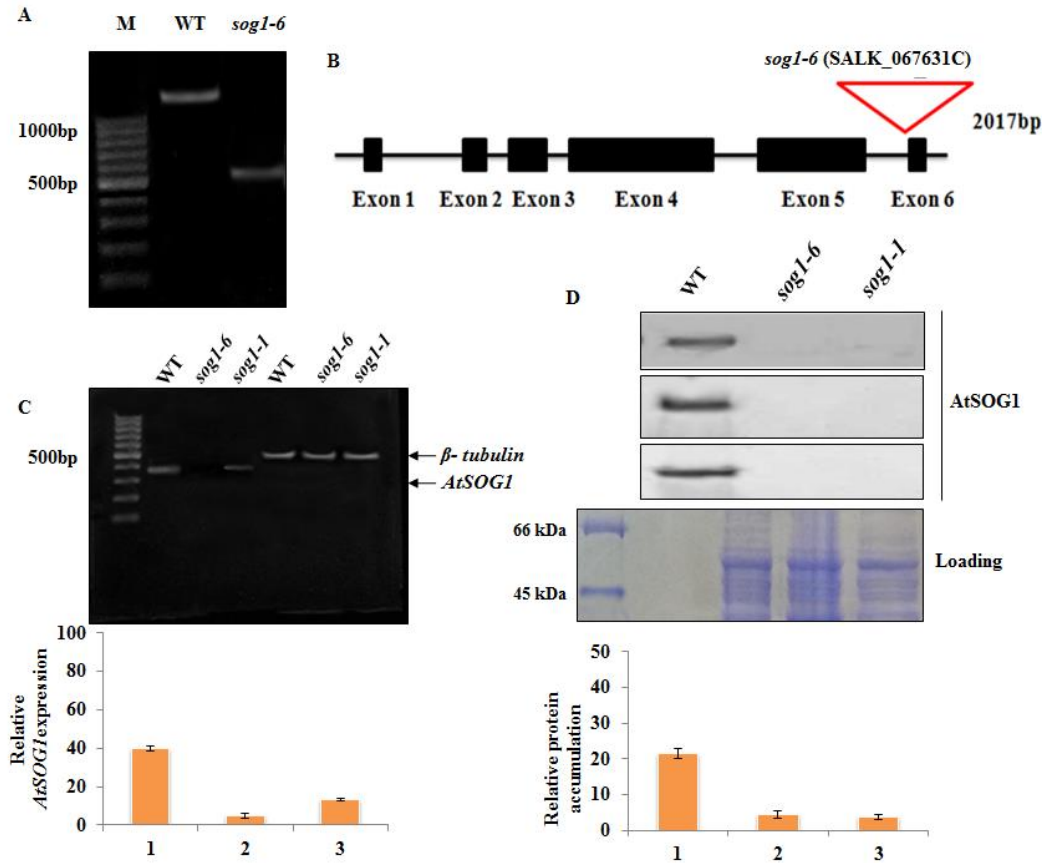 A
M WT sog1-6
1000bp
500bp
B
sog1-6 (SALK_067631C)
2017bp
Exon 1 Exon 2 Exon 3 Exon 4 Exon 5 Exon 6
C
WT sog1-6 sog1-1 WT sog1-6 sog1-1
500bp
β- tubulin
AtSOG1
100
80
60
40
20
0
Relative
AtSOG1expression
1 2 3
D
WT sog1-6 sog1-1
AtSOG1
66 kDa
45 kDa
Loading
50
40
30
20
10
0
Relative protein
accumulation
1 2 3